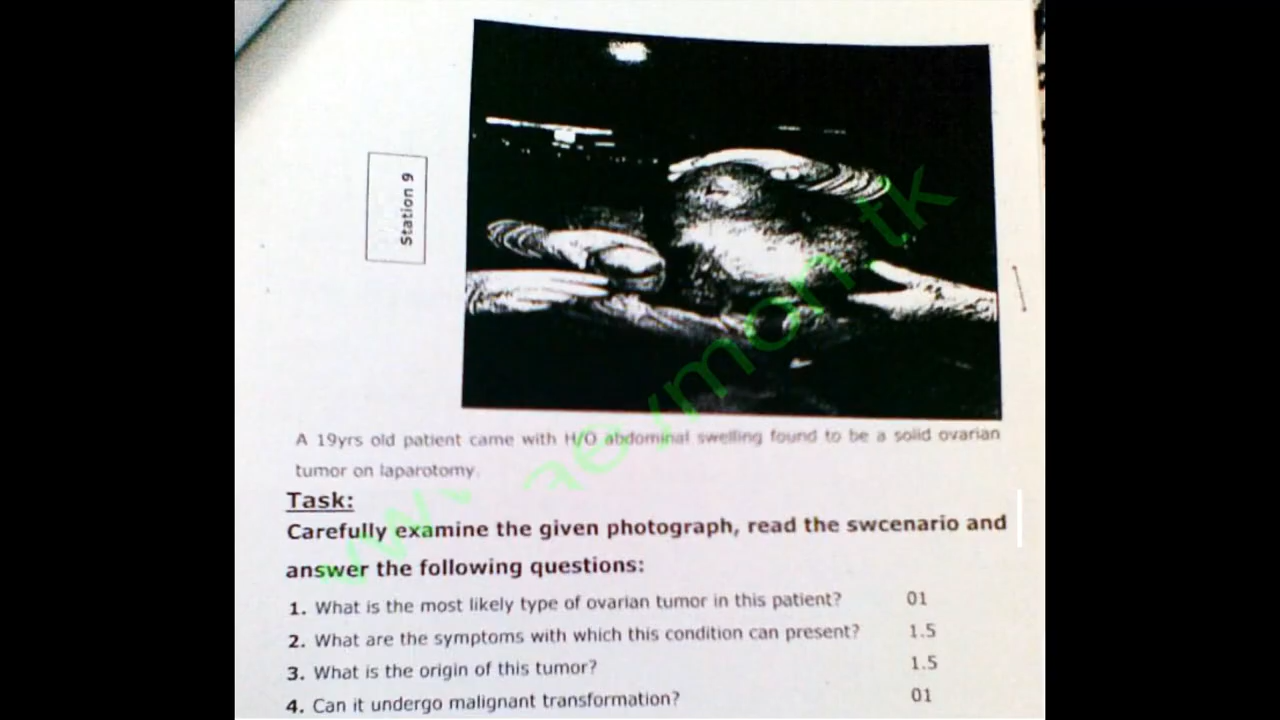 Station 9
A 19yrs old patient came with H/O abdominal swelling found to be a solid ovarian
tumor on laparotomy.
Task:
Carefully examine the given photograph, read the swcenario and
answer the following questions:
1. What is the most likely type of ovarian tumor in this patient? 01
2. What are the symptoms with which this condition can present? 1.5
3. What is the origin of this tumor? 1.5
4. Can it undergo malignant transformation? 01